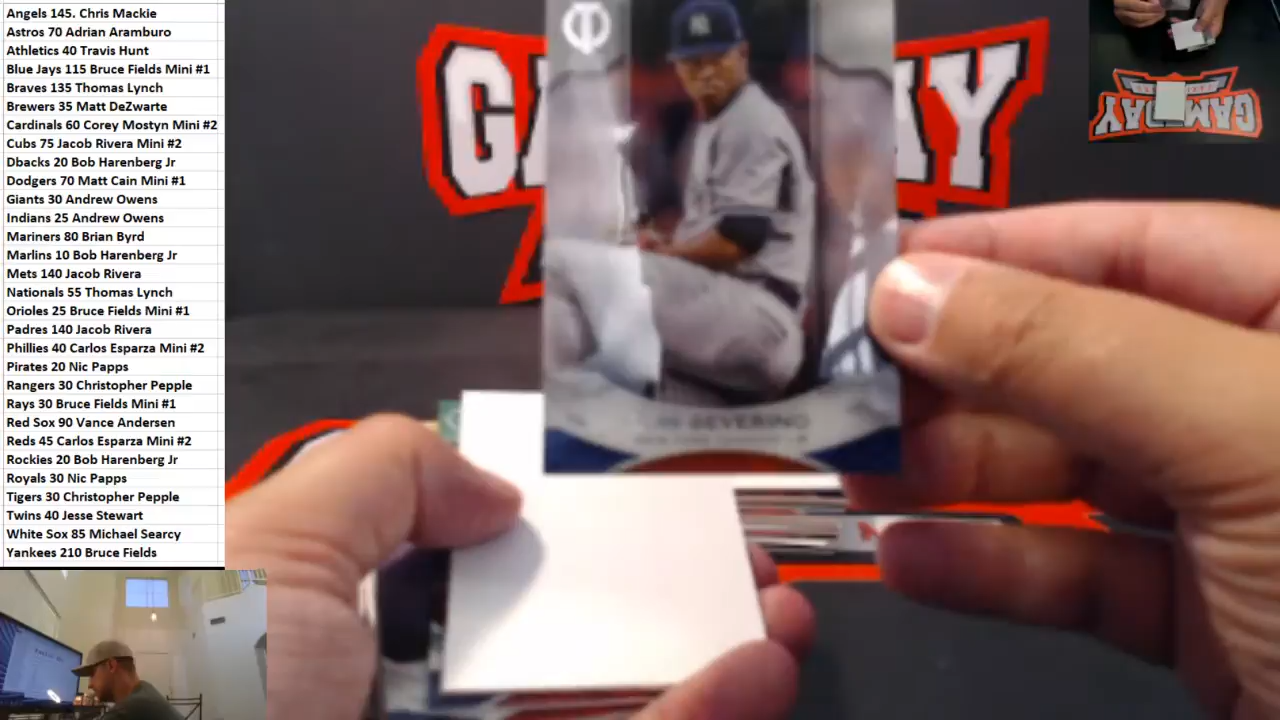 Angels 145. Chris Mackie
Astros 70 Adrian Aramburo
Athletics 40 Travis Hunt
Blue Jays 115 Bruce Fields Mini #1
Braves 135 Thomas Lynch
Brewers 35 Matt DeZwarte
Cardinals 60 Corey Mostyn Mini #2
Cubs 75 Jacob Rivera Mini #2
Dbacks 20 Bob Harenberg Jr
Dodgers 70 Matt Cain Mini #1
Giants 30 Andrew Owens
Indians 25 Andrew Owens
Mariners 80 Brian Byrd
Marlins 10 Bob Harenberg Jr
Mets 140 Jacob Rivera
Nationals 55 Thomas Lynch
Orioles 25 Bruce Fields Mini #1
Padres 140 Jacob Rivera
Phillies 40 Carlos Esparza Mini #2
Pirates 20 Nic Papps
Rangers 30 Christopher Pepple
Rays 30 Bruce Fields Mini #1
Red Sox 90 Vance Andersen
Reds 45 Carlos Esparza Mini #2
Rockies 20 Bob Harenberg Jr
Royals 30 Nic Papps
Tigers 30 Christopher Pepple
Twins 40 Jesse Stewart
White Sox 85 Michael Searcy
Yankees 210 Bruce Fields
SEVERINO